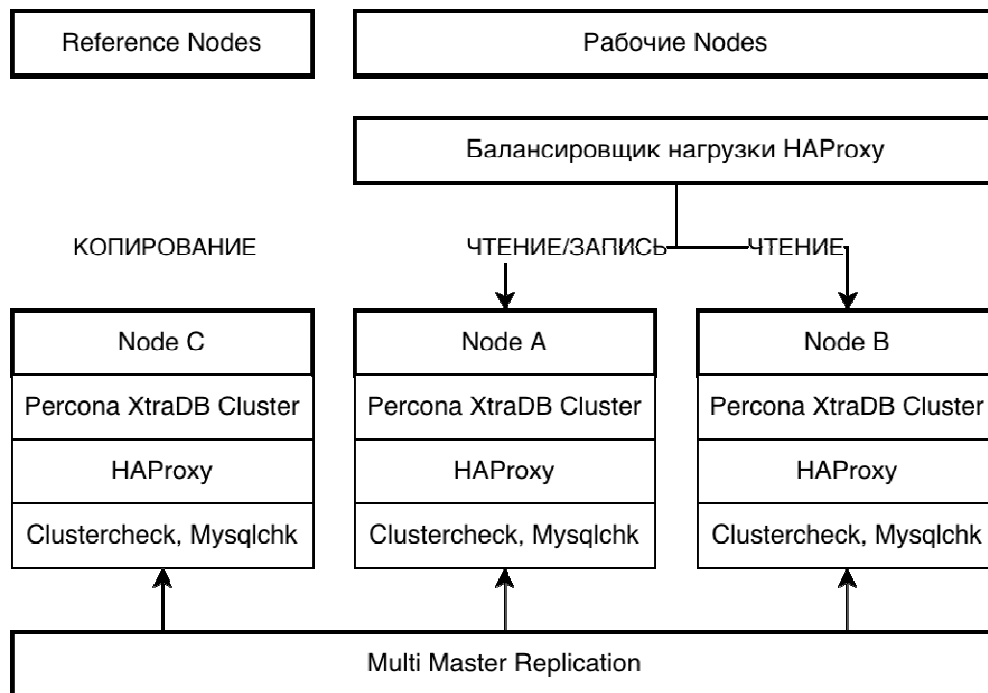 Reference Nodes
Рабочие Nodes
Балансировщик нагрузки HAProxy
КОПИРОВАНИЕ
ЧТЕНИЕ/ЗАПИСЬ
ЧТЕНИЕ
Node C
Node A
Node B
Percona XtraDB Cluster
Percona XtraDB Cluster
Percona XtraDB Cluster
HAProxy
HAProxy
HAProxy
Clustercheck, Mysqlchk
Clustercheck, Mysqlchk
Clustercheck, Mysqlchk
Multi Master Replication